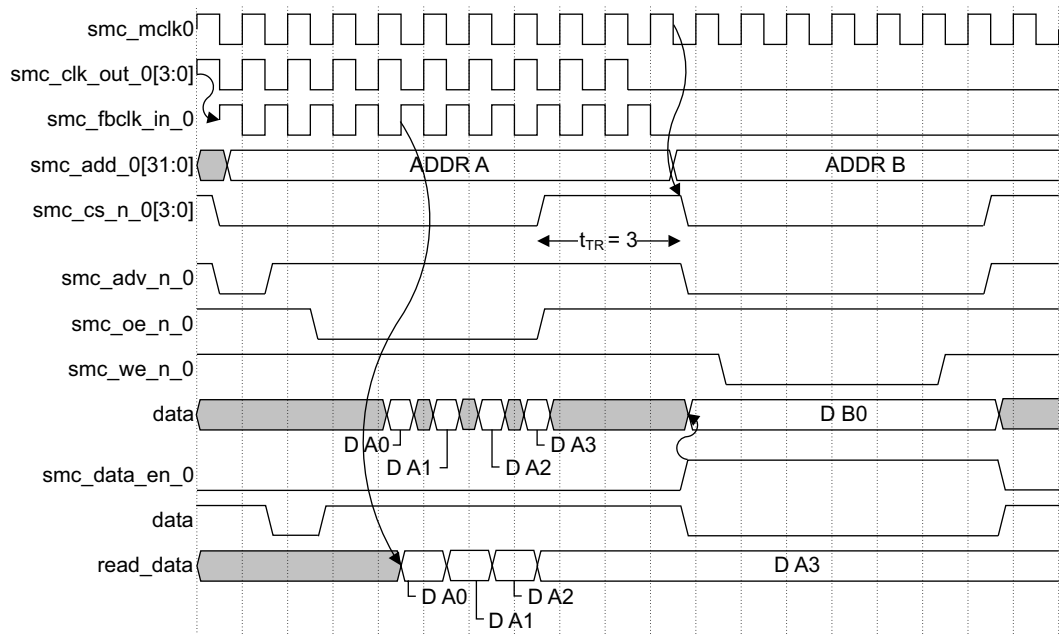 smc_mclk0
smc_clk_out_0[3:0]
smc_fbclk_in_0
smc_add_0[31:0] ADDR A ADDR B
smc_cs_n_0[3:0]
tTR = 3
smc_adv_n_0
smc_oe_n_0
smc_we_n_0
data D B0
D A0 D A3
D A1 D A2
smc_data_en_0
data
read_data D A3
D A0 D A2
D A1